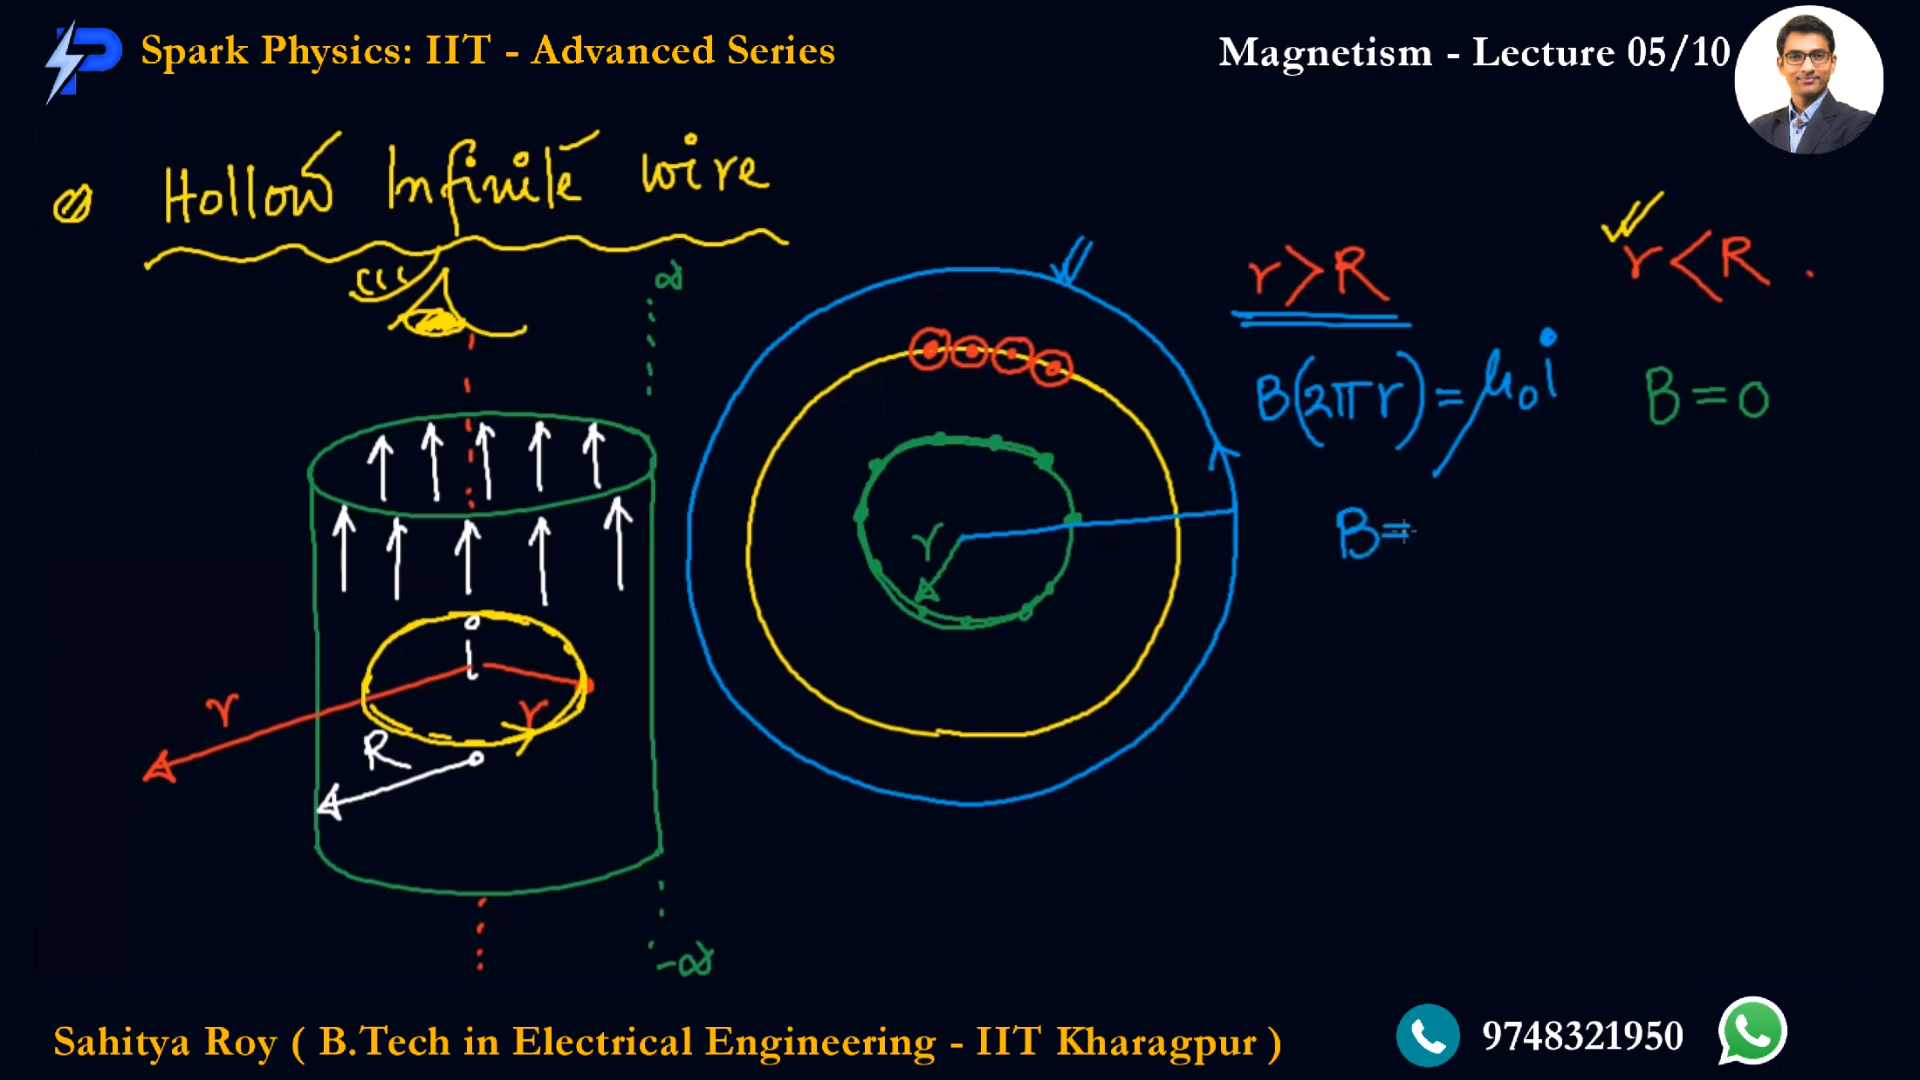 Spark Physics: IIT - Advanced Series
Magnetism - Lecture 05/10
Hollow Infinite wire
∞
r>R
r<R .
B(2πr) = μ₀i
B=0
B=
r
r
r
R
-∞
Sahitya Roy ( B.Tech in Electrical Engineering - IIT Kharagpur )
9748321950